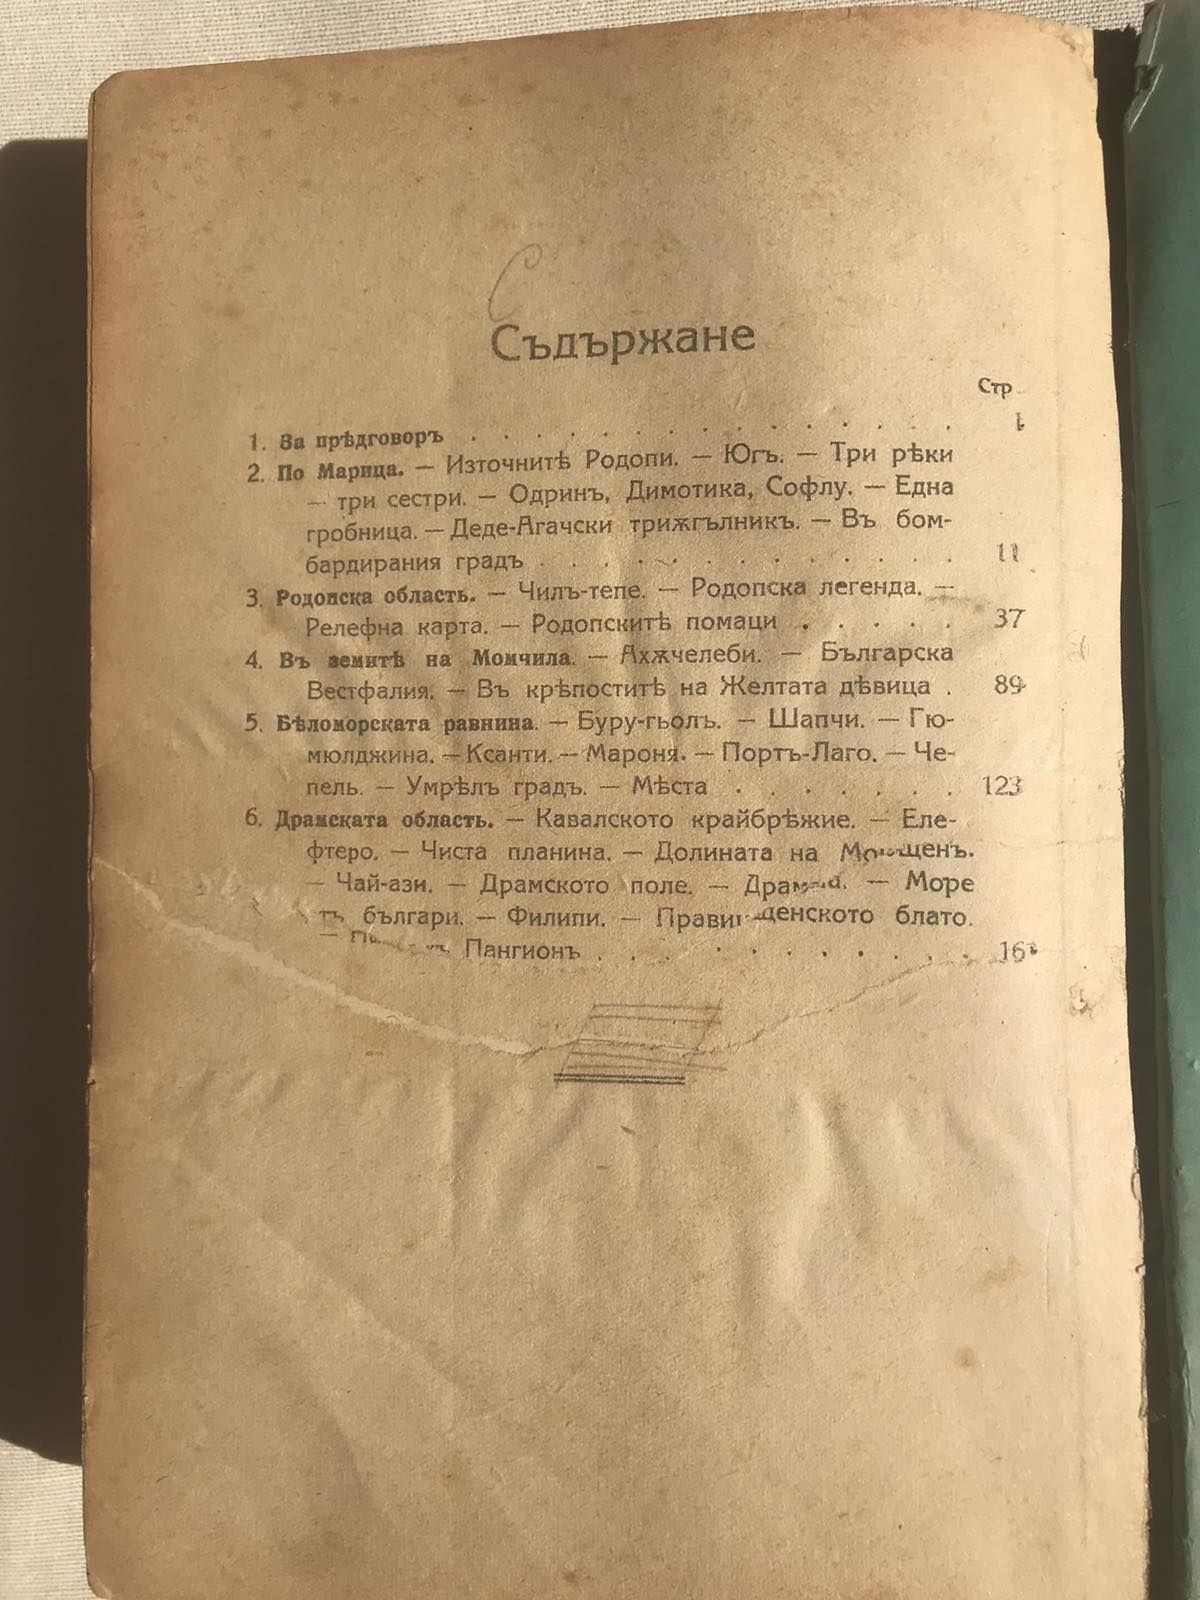 Съдържане
Стр.
1. За прѣдговоръ . . . . . . . . . . . . . . . 1
2. По Марица. — Източнитѣ Родопи. — Югъ. — Три рѣки
— три сестри. — Одринъ, Димотика, Софлу. — Една
гробница. — Деде-Агачски трижгълникъ. — Въ бом-
бардирания градъ . . . . . . . . . . . . . 11
3. Родопска область. — Чилъ-тепе. — Родопска легенда. —
Релефна карта. — Родопскитѣ помаци . . . . . 37
4. Въ земитѣ на Момчила. — Ахѫчелеби. — Българска
Вестфалия. — Въ крѣпоститѣ на Желтата дѣвица . 89
5. Бѣломорската равнина. — Буру-гьолъ. — Шапчи. — Гю-
мюлджина. — Ксанти. — Мароня. — Портъ-Лаго. — Че-
пель. — Умрѣлъ градъ. — Мѣста . . . . . . . 123
6. Драмската область. — Кавалското крайбрѣжие. — Еле-
фтеро. — Чиста планина. — Долината на
— Чай-ази. — Драмското поле. — Драма. — Море
българи. — Филипи. — блато.
— Пангионъ . . . . . . . . . . .